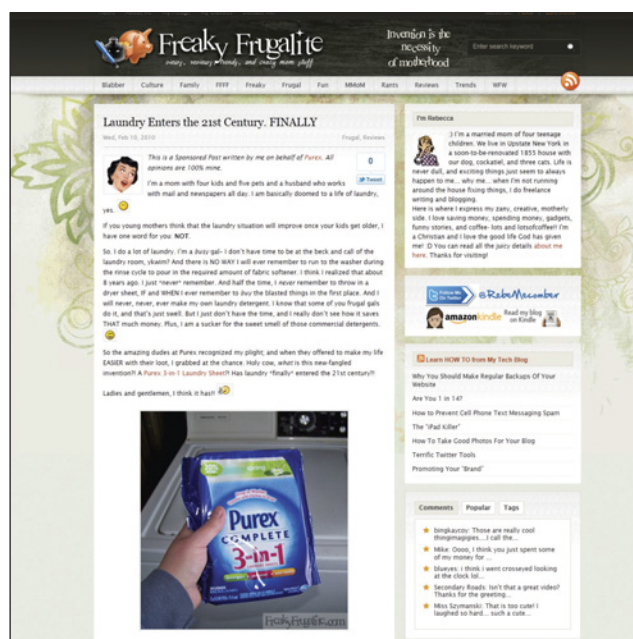 Freaky Frugalite
Invention is the
necessity
of motherhood
Enter search keyword
Blabber Culture Family FFFF Freaky Frugal Fun MMoM Rants Reviews Trends WFW
Laundry Enters the 21st Century. FINALLY
Wed, Feb 10, 2010
Frugal, Reviews
This is a Sponsored Post written by me on behalf of Purex. All
opinions are 100% mine.
0
Tweet
I'm a mom with four kids and five pets and a husband who works
with mail and newspapers all day. I am basically doomed to a life of laundry,
yes.
If you young mothers think that the laundry situation will improve once your kids get older, I
have one word for you: NOT.
So. I do a lot of laundry. I'm a busy gal- I don't have time to be at the beck and call of the
laundry room, ykwim? And there is NO WAY I will ever remember to run to the washer during
the rinse cycle to pour in the required amount of fabric softener. I think I realized that about
8 years ago. I just *never* remember. And half the time, I never remember to throw in a
dryer sheet, IF and WHEN I ever remember to buy the blasted things in the first place. And I
will never, never, ever make my own laundry detergent. I know that some of you frugal gals
do it, and that's just swell. But I just don't have the time, and I really don't see how it saves
THAT much money. Plus, I am a sucker for the sweet smell of those commercial detergents.
So the amazing dudes at Purex recognized my plight; and when they offered to make my life
EASIER with their loot, I grabbed at the chance. Holy cow, what is this new-fangled
invention?! A Purex 3-in-1 Laundry Sheet?! Has laundry *finally* entered the 21st century?!
Ladies and gentlemen, I think it has!!
Purex
COMPLETE
3-in-1
FreakyFrugalite.com
I'm Rebecca
:) I'm a married mom of four teenage
children. We live in Upstate New York in
a soon-to-be-renovated 1855 house with
our dog, cockatiel, and three cats. Life is
never dull, and exciting things just seem to always
happen to me... why me... when I'm not running
around the house fixing things, I do freelance
writing and blogging.
Here is where I express my zany, creative, motherly
side. I love saving money, spending money, gadgets,
funny stories, and coffee- lots and lotsofcoffee!! I'm a
Christian and I love the good life God has given
me! :D You can read all the juicy details about me
here. Thanks for visiting!
Follow Me
On Twitter
@RebeMecomber
amazonkindle
Read my blog
on Kindle
Learn HOW TO from My Tech Blog
Why You Should Make Regular Backups Of Your
Website
Are You 1 in 14?
How to Prevent Cell Phone Text Messaging Spam
The "iPad Killer"
How To Take Good Photos For Your Blog
Terrific Twitter Tools
Promoting Your "Brand"
Comments Popular Tags
bingkaycoy: Those are really cool
thingimagipies....I call the...
Mike: Oooo, I think you just spent some
of my money for ...
blueyes: i think i went crosseyed looking
at the clock lol...
Secondary Roads: Isn't that a great video?
Thanks for the greeting...
Miss Szymanski: That is too cute! I
laughed so hard... such a cute...